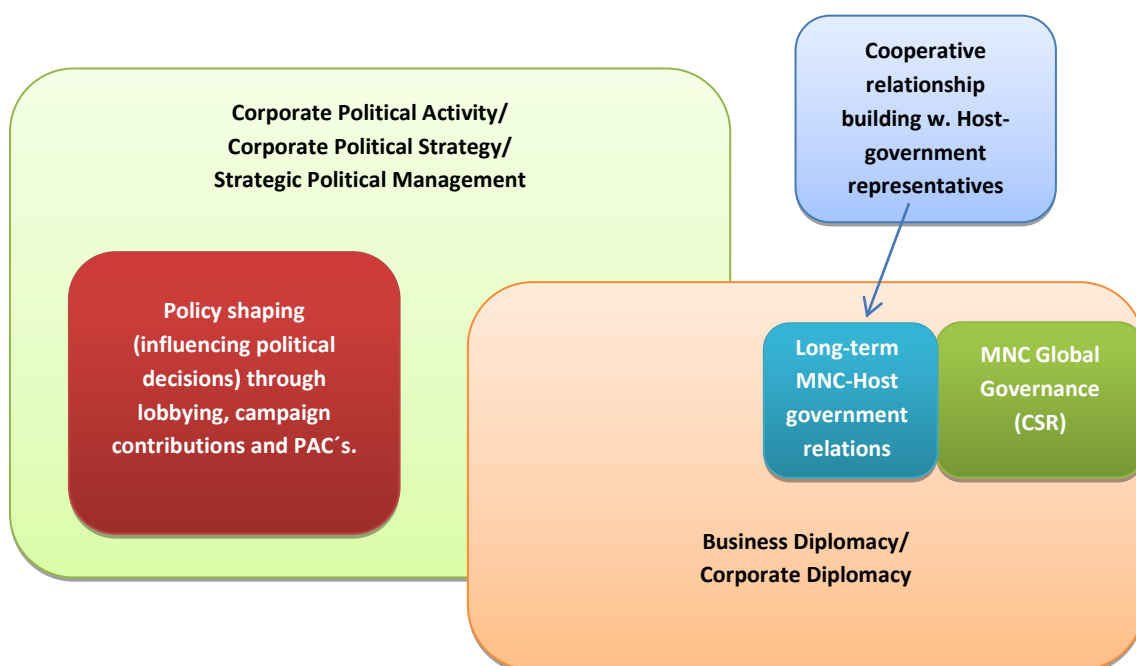 Corporate Political Activity/
Corporate Political Strategy/
Strategic Political Management
Cooperative
relationship
building w. Host-
government
representatives
Policy shaping
(influencing political
decisions) through
lobbying, campaign
contributions and PAC´s.
Long-term
MNC-Host
government
relations
MNC Global
Governance
(CSR)
Business Diplomacy/
Corporate Diplomacy